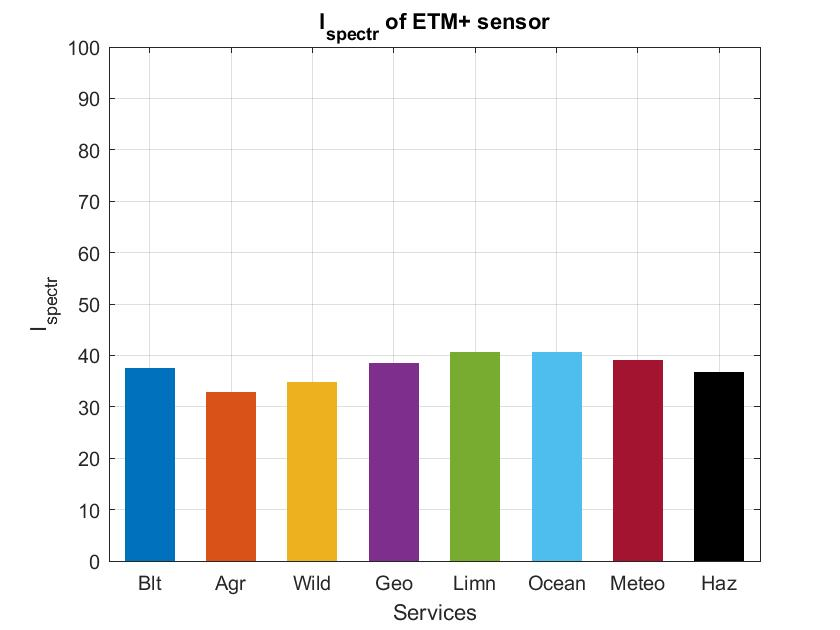 I_spectr of ETM+ sensor
100
90
80
70
60
50
40
30
20
10
0
I_spectr
Blt Agr Wild Geo Limn Ocean Meteo Haz
Services